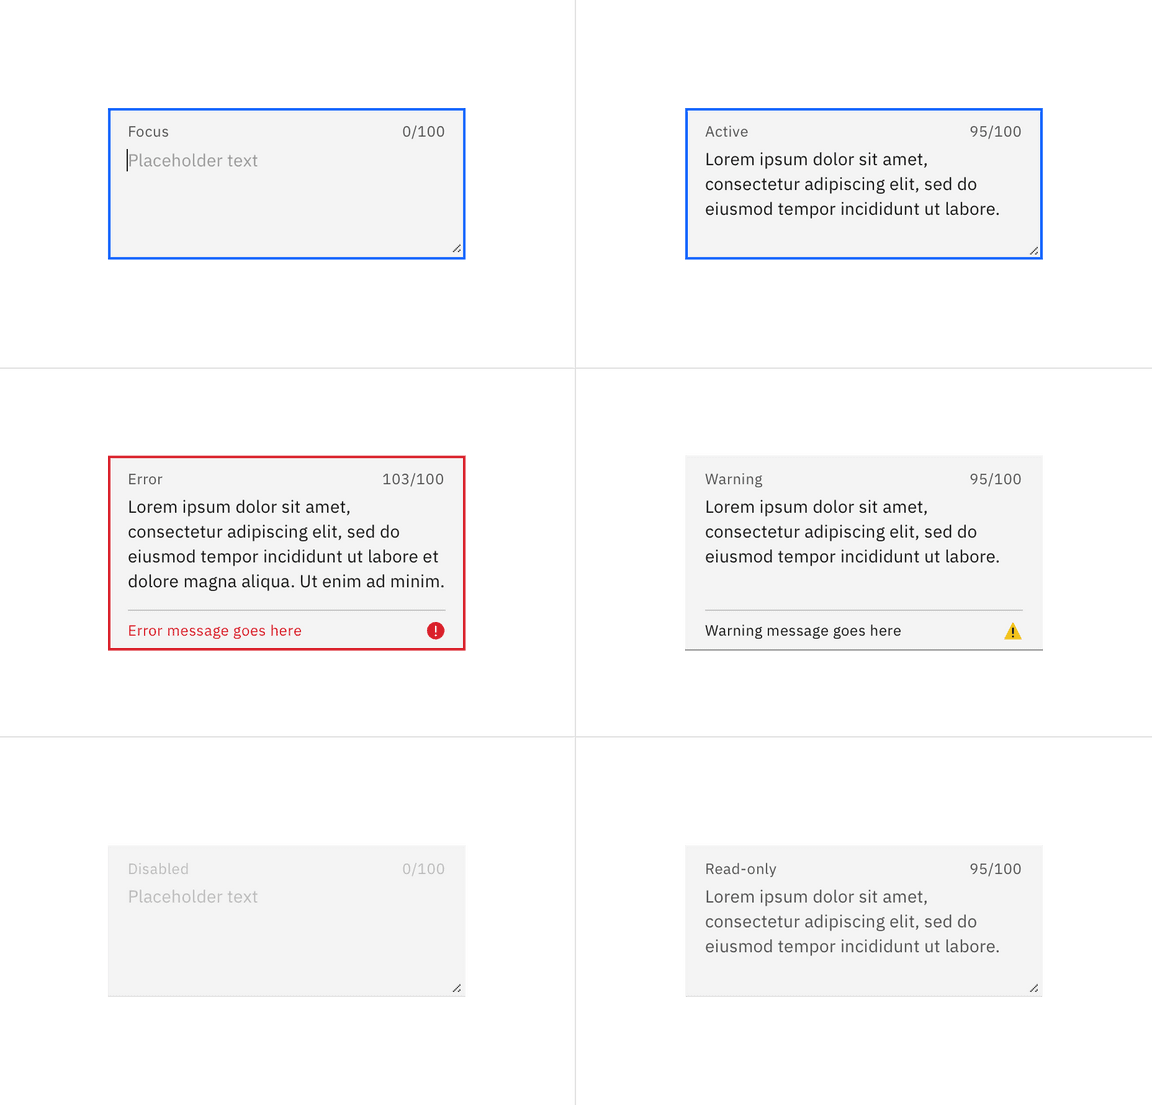 Focus 0/100
Placeholder text
Active 95/100
Lorem ipsum dolor sit amet,
consectetur adipiscing elit, sed do
eiusmod tempor incididunt ut labore.
Error 103/100
Lorem ipsum dolor sit amet,
consectetur adipiscing elit, sed do
eiusmod tempor incididunt ut labore et
dolore magna aliqua. Ut enim ad minim.
Error message goes here
Warning 95/100
Lorem ipsum dolor sit amet,
consectetur adipiscing elit, sed do
eiusmod tempor incididunt ut labore.
Warning message goes here
Disabled 0/100
Placeholder text
Read-only 95/100
Lorem ipsum dolor sit amet,
consectetur adipiscing elit, sed do
eiusmod tempor incididunt ut labore.